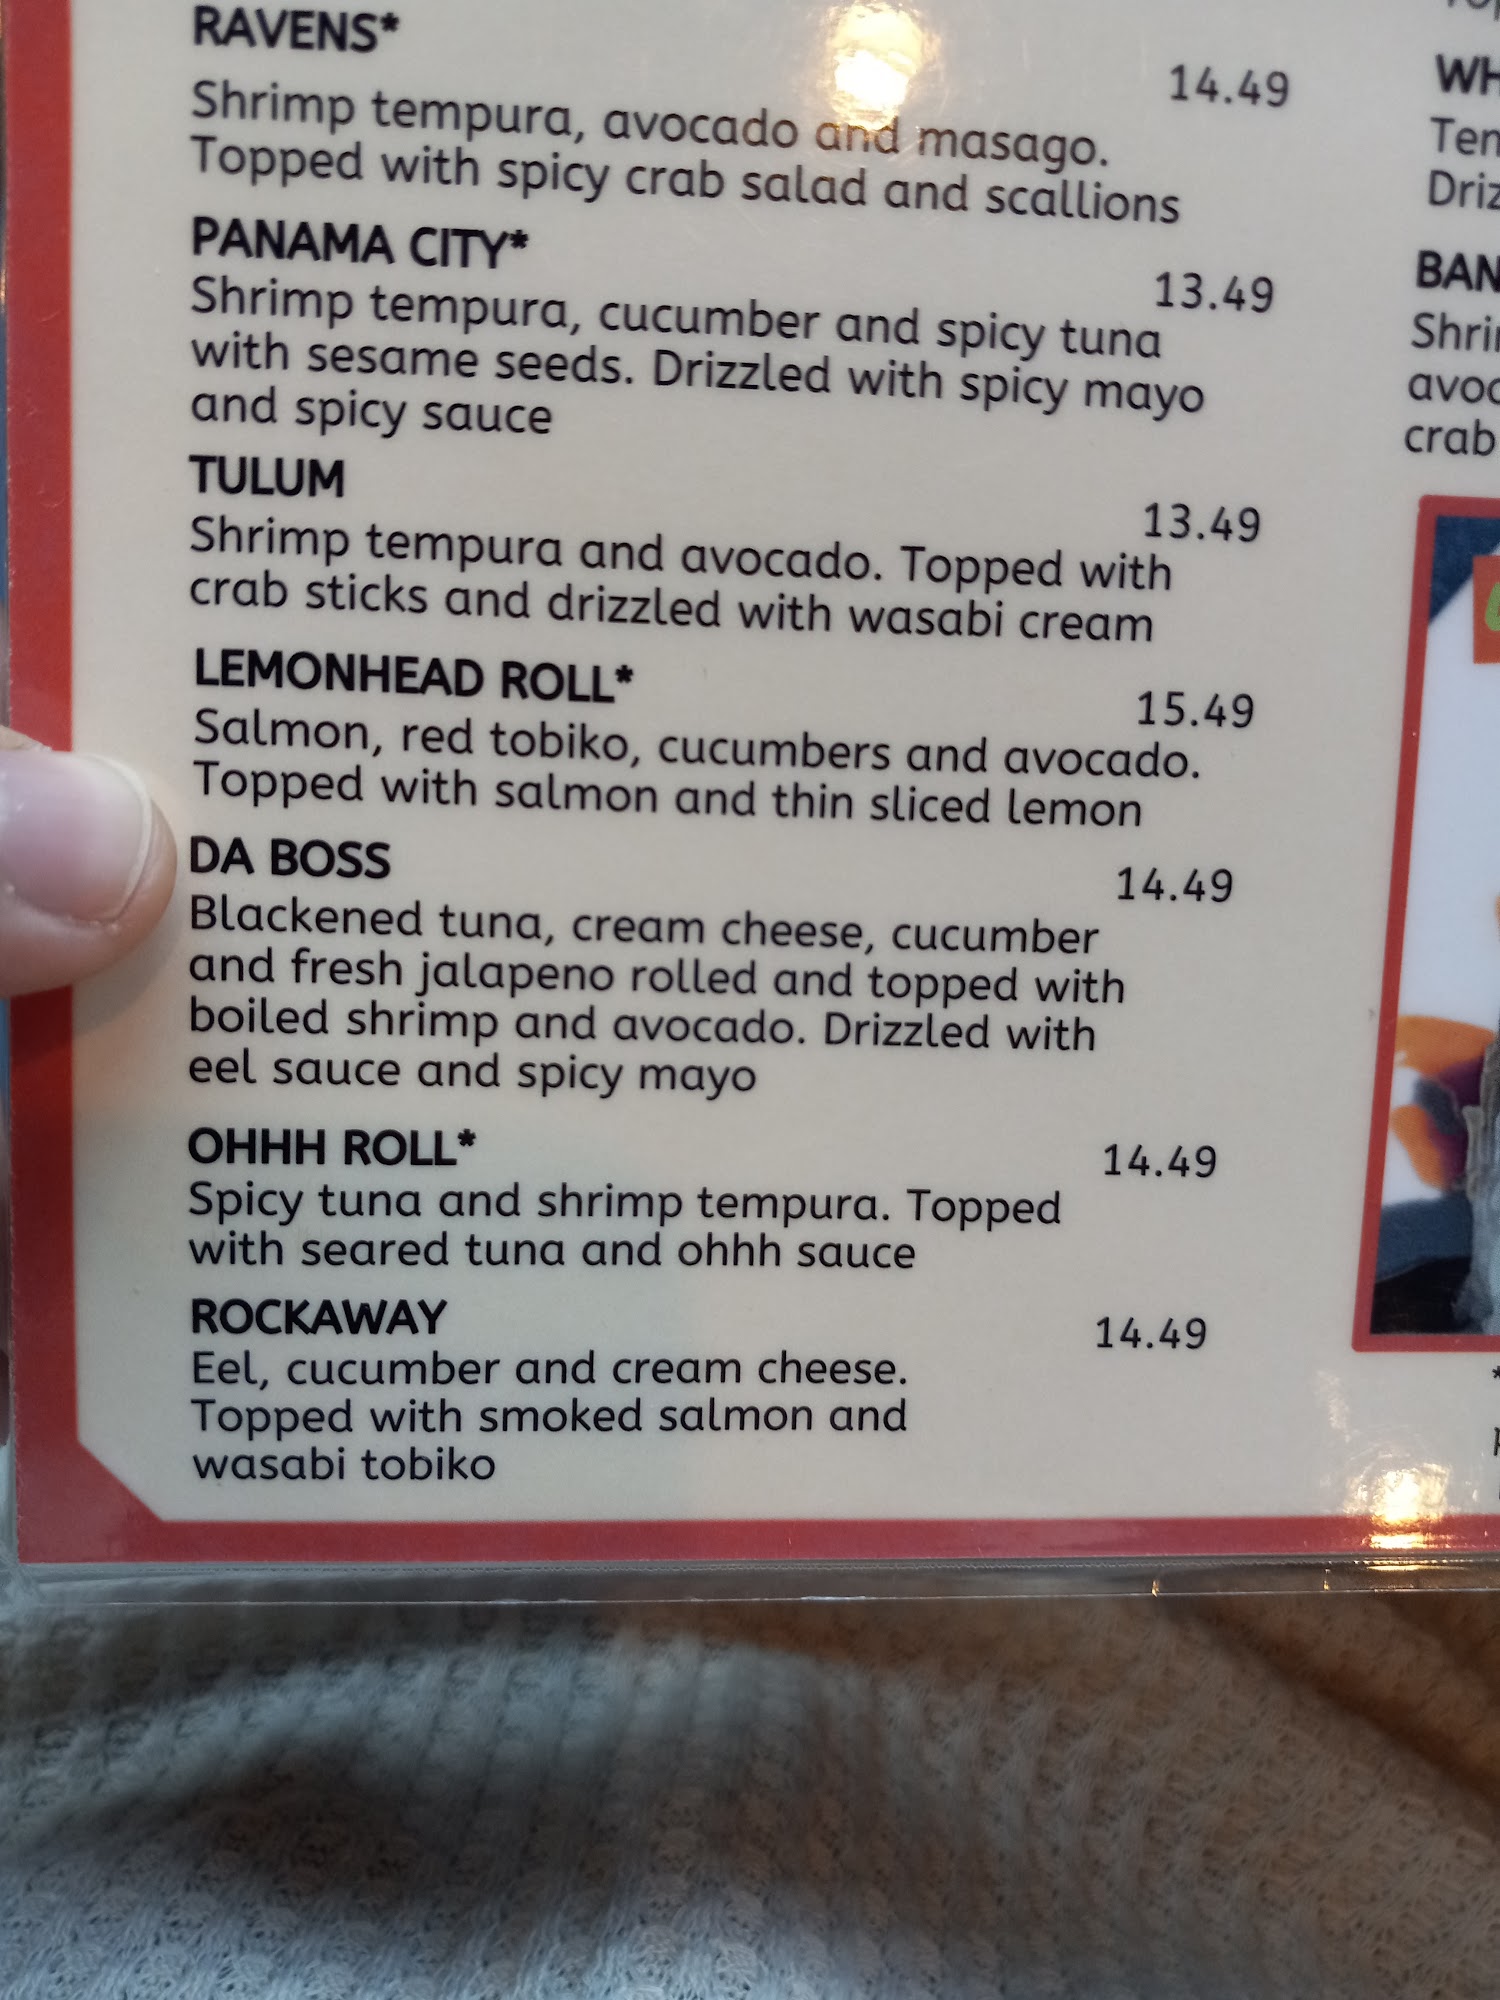 RAVENS*
14.49
Shrimp tempura, avocado and masago.
Topped with spicy crab salad and scallions
PANAMA CITY*
13.49
Shrimp tempura, cucumber and spicy tuna
with sesame seeds. Drizzled with spicy mayo
and spicy sauce
TULUM
13.49
Shrimp tempura and avocado. Topped with
crab sticks and drizzled with wasabi cream
LEMONHEAD ROLL*
15.49
Salmon, red tobiko, cucumbers and avocado.
Topped with salmon and thin sliced lemon
DA BOSS
14.49
Blackened tuna, cream cheese, cucumber
and fresh jalapeno rolled and topped with
boiled shrimp and avocado. Drizzled with
eel sauce and spicy mayo
OHHH ROLL*
14.49
Spicy tuna and shrimp tempura. Topped
with seared tuna and ohhh sauce
ROCKAWAY
14.49
Eel, cucumber and cream cheese.
Topped with smoked salmon and
wasabi tobiko
crab